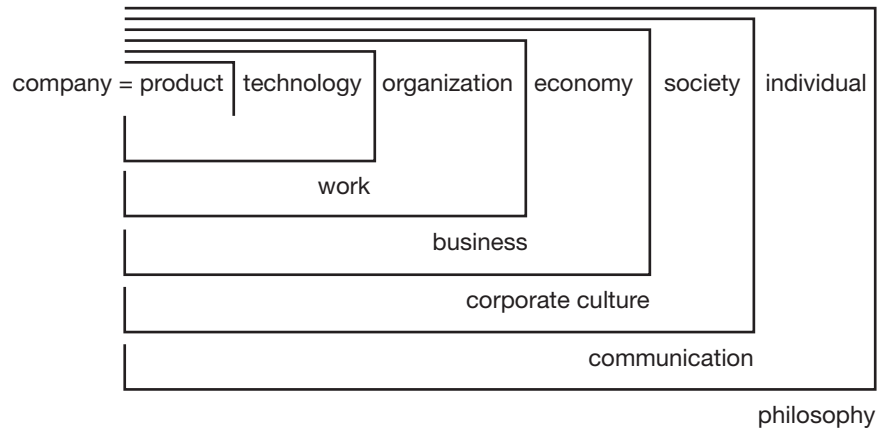 company = product technology organization economy society individual
work
business
corporate culture
communication
philosophy